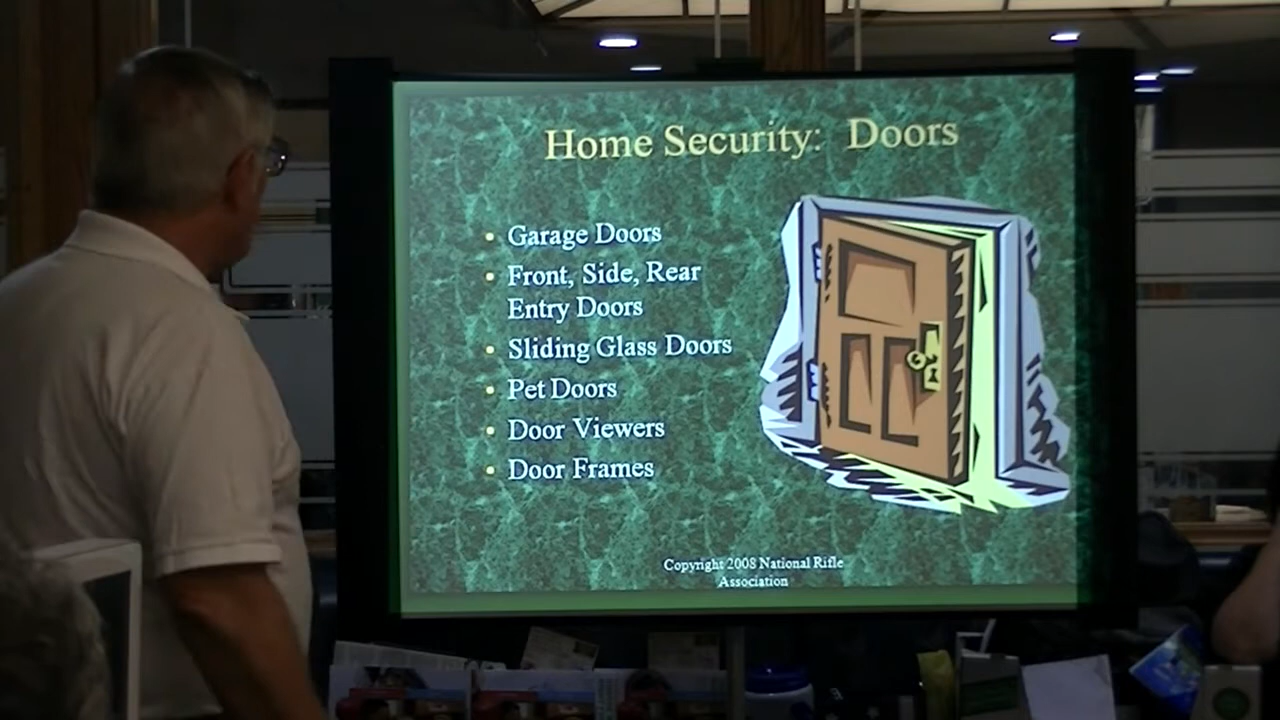 Home Security: Doors
• Garage Doors
• Front, Side, Rear
Entry Doors
• Sliding Glass Doors
• Pet Doors
• Door Viewers
• Door Frames
Copyright 2008 National Rifle
Association